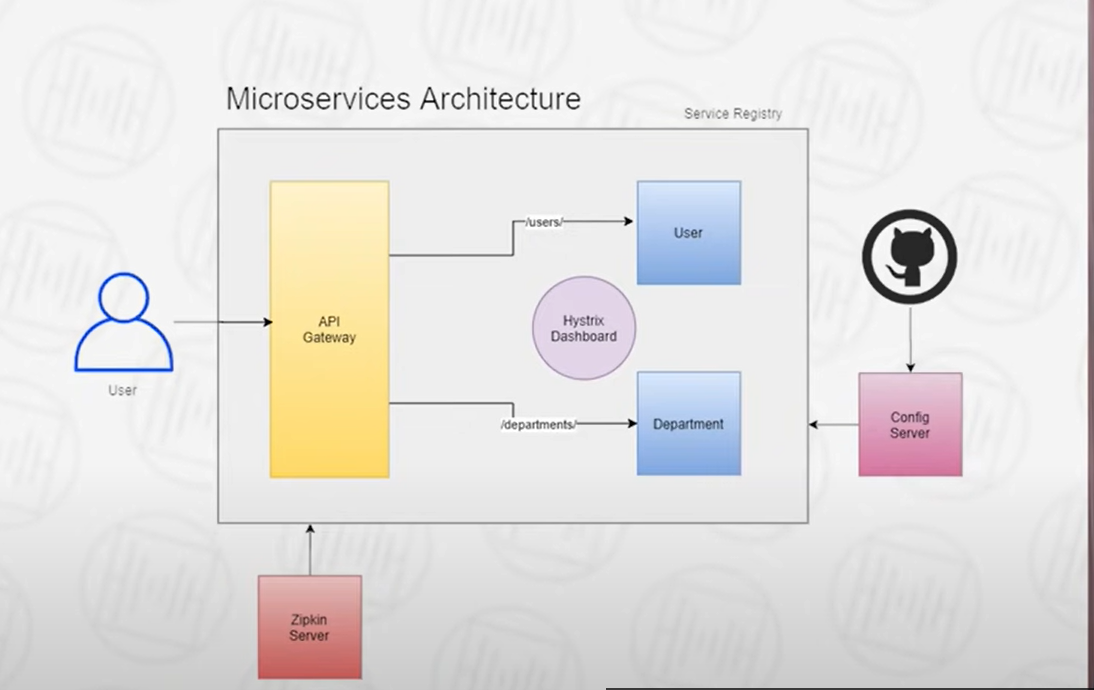 Microservices Architecture
Service Registry
/users/
User
API
Gateway
Hystrix
Dashboard
User
/departments/
Department
Config
Server
Zipkin
Server